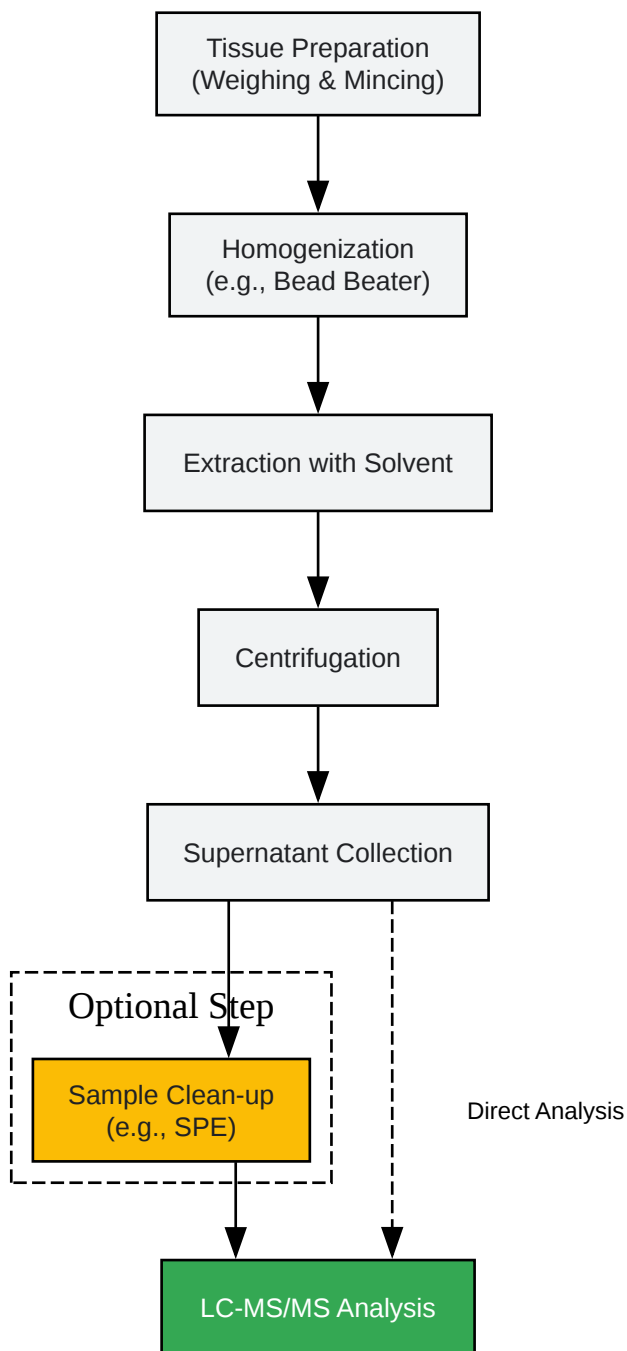 Tissue Preparation
(Weighing & Mincing)
Homogenization
(e.g., Bead Beater)
Extraction with Solvent
Centrifugation
Supernatant Collection
Optional Step
Sample Clean-up
(e.g., SPE)
Direct Analysis
LC-MS/MS Analysis